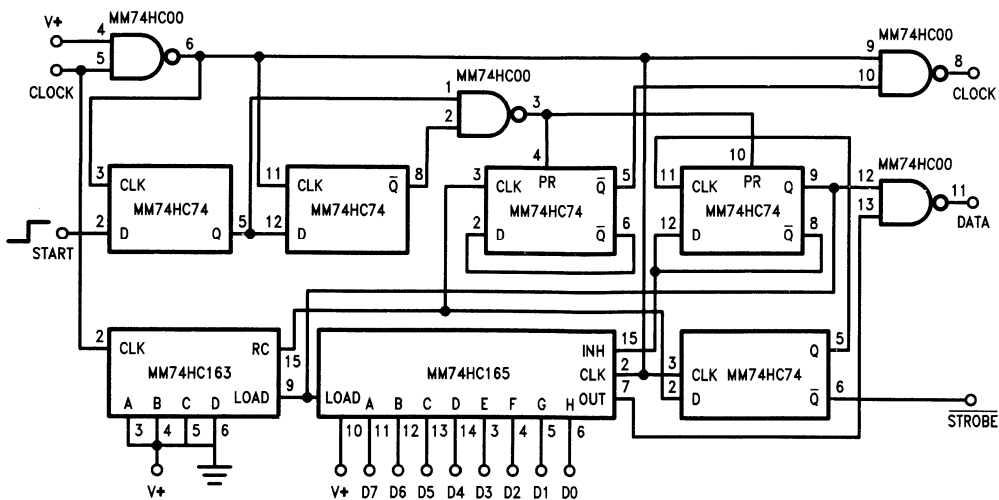 V+
MM74HC00
4
5
6
CLOCK
MM74HC00
1
2
3
MM74HC00
9
10
8
CLOCK
3
CLK
MM74HC74
2
D
Q
5
START
11
CLK
Q̅
8
MM74HC74
12
D
4
3
CLK
PR
Q̅
5
MM74HC74
2
D
Q̅
6
10
11
CLK
PR
Q
9
MM74HC74
12
D
Q̅
8
MM74HC00
12
13
11
DATA
2
CLK
RC
15
MM74HC163
LOAD
9
A B C D
3 4 5 6
V+
INH
15
MM74HC165
CLK
2
LOAD
OUT
7
A B C D E F G H
10 11 12 13 14 3 4 5 6
V+ D7 D6 D5 D4 D3 D2 D1 D0
Q
5
3
CLK
MM74HC74
2
D
Q̅
6
S̅T̅R̅O̅B̅E̅